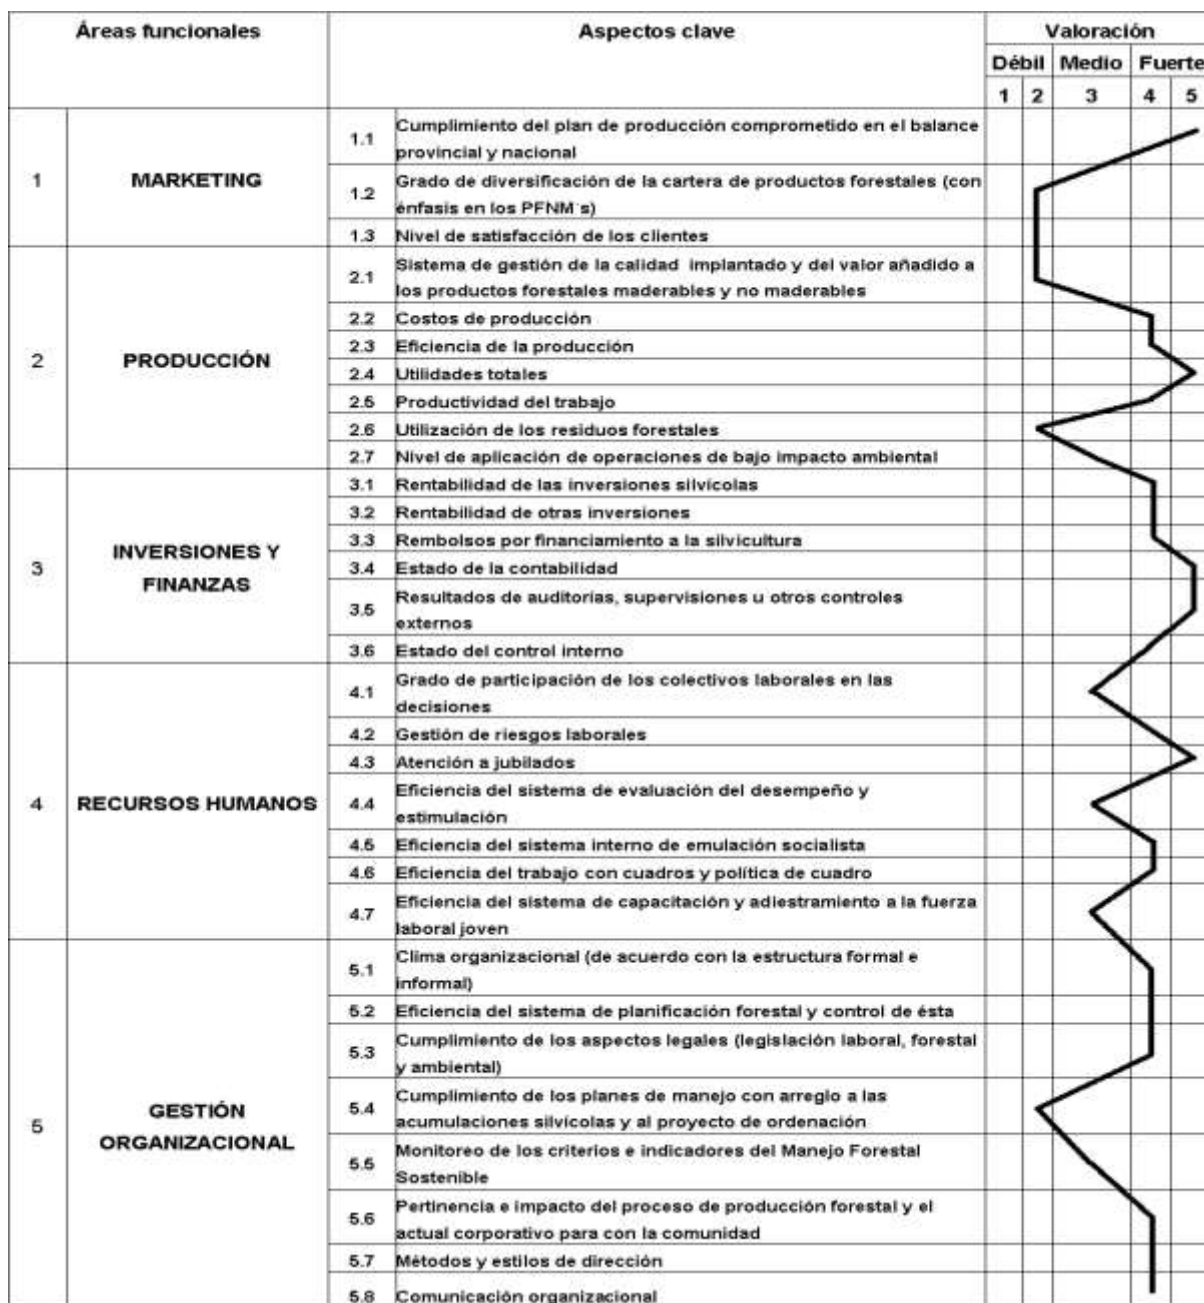 Áreas funcionales
Aspectos clave
Valoración
Débil Medio Fuerte
1 2 3 4 5
1
MARKETING
1.1 Cumplimiento del plan de producción comprometido en el balance
provincial y nacional
1.2 Grado de diversificación de la cartera de productos forestales (con
énfasis en los PFNM´s)
1.3 Nivel de satisfacción de los clientes
2
PRODUCCIÓN
2.1 Sistema de gestión de la calidad implantado y del valor añadido a
los productos forestales maderables y no maderables
2.2 Costos de producción
2.3 Eficiencia de la producción
2.4 Utilidades totales
2.5 Productividad del trabajo
2.6 Utilización de los residuos forestales
2.7 Nivel de aplicación de operaciones de bajo impacto ambiental
3
INVERSIONES Y
FINANZAS
3.1 Rentabilidad de las inversiones silvícolas
3.2 Rentabilidad de otras inversiones
3.3 Rembolsos por financiamiento a la silvicultura
3.4 Estado de la contabilidad
3.5 Resultados de auditorías, supervisiones u otros controles
externos
3.6 Estado del control interno
4
RECURSOS HUMANOS
4.1 Grado de participación de los colectivos laborales en las
decisiones
4.2 Gestión de riesgos laborales
4.3 Atención a jubilados
4.4 Eficiencia del sistema de evaluación del desempeño y
estimulación
4.5 Eficiencia del sistema interno de emulación socialista
4.6 Eficiencia del trabajo con cuadros y política de cuadro
4.7 Eficiencia del sistema de capacitación y adiestramiento a la fuerza
laboral joven
5
GESTIÓN
ORGANIZACIONAL
5.1 Clima organizacional (de acuerdo con la estructura formal e
informal)
5.2 Eficiencia del sistema de planificación forestal y control de ésta
5.3 Cumplimiento de los aspectos legales (legislación laboral, forestal
y ambiental)
5.4 Cumplimiento de los planes de manejo con arreglo a las
acumulaciones silvícolas y al proyecto de ordenación
5.5 Monitoreo de los criterios e indicadores del Manejo Forestal
Sostenible
5.6 Pertinencia e impacto del proceso de producción forestal y el
actual corporativo para con la comunidad
5.7 Métodos y estilos de dirección
5.8 Comunicación organizacional